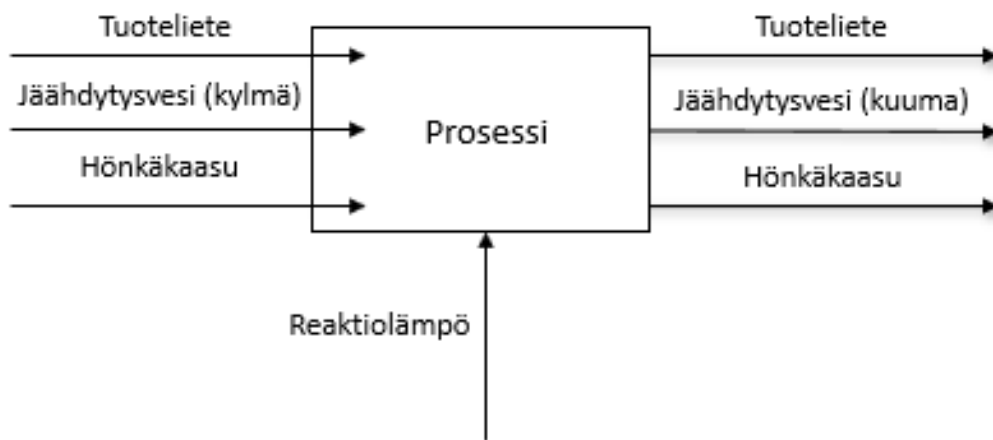 Tuoteliete
Jäähdytysvesi (kylmä)
Hönkäkaasu
Prosessi
Tuoteliete
Jäähdytysvesi (kuuma)
Hönkäkaasu
Reaktiolämpö